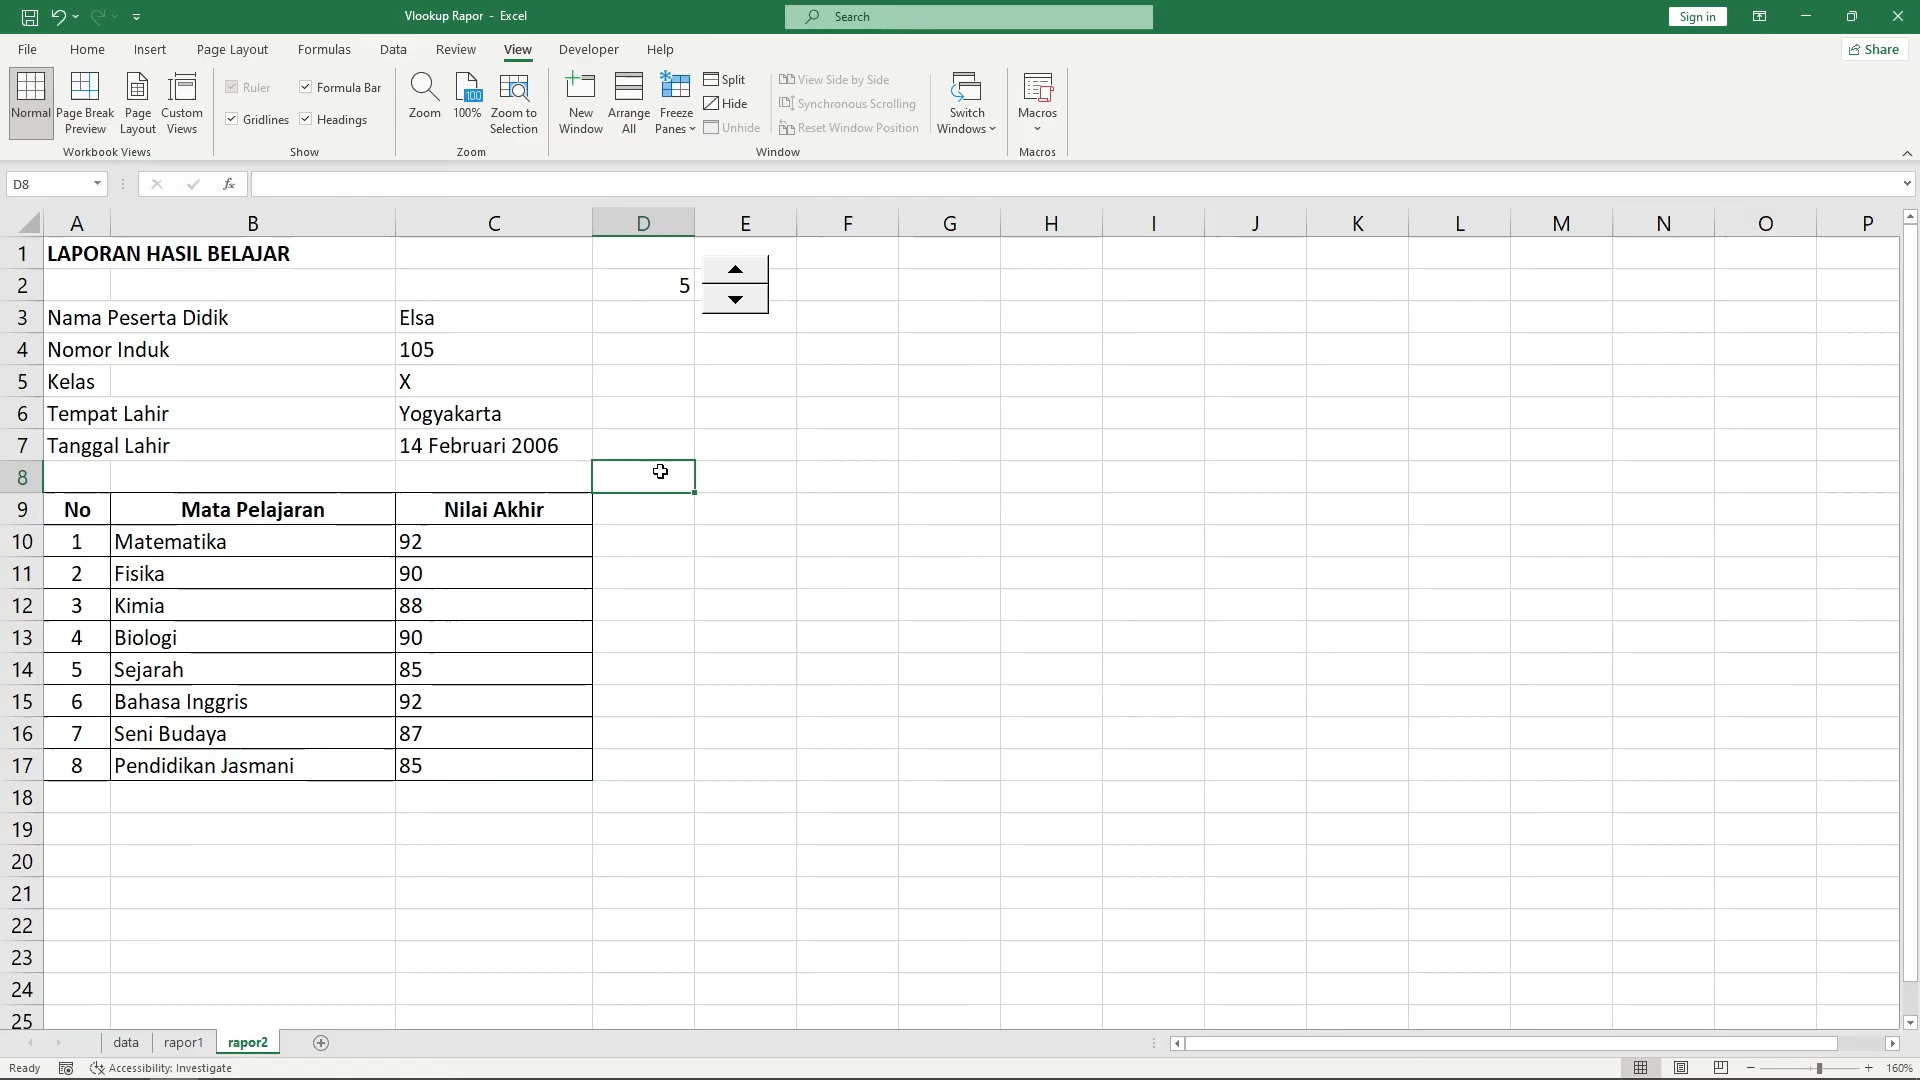 Vlookup Rapor - Excel
Search
Sign in
File Home Insert Page Layout Formulas Data Review View Developer Help
Share
Normal
Page Break Preview
Page Layout
Custom Views
Workbook Views
Ruler
Formula Bar
Gridlines
Headings
Show
Zoom
100
100%
Zoom to Selection
Zoom
New Window
Arrange All
Freeze Panes
Split
Hide
Unhide
View Side by Side
Synchronous Scrolling
Reset Window Position
Window
Switch Windows
Macros
Macros
D8
fx
A B C D E F G H I J K L M N O P
1 LAPORAN HASIL BELAJAR
2 5
3 Nama Peserta Didik Elsa
4 Nomor Induk 105
5 Kelas X
6 Tempat Lahir Yogyakarta
7 Tanggal Lahir 14 Februari 2006
8
9 No Mata Pelajaran Nilai Akhir
10 1 Matematika 92
11 2 Fisika 90
12 3 Kimia 88
13 4 Biologi 90
14 5 Sejarah 85
15 6 Bahasa Inggris 92
16 7 Seni Budaya 87
17 8 Pendidikan Jasmani 85
18
19
20
21
22
23
24
25
data rapor1 rapor2
Ready Accessibility: Investigate 160%